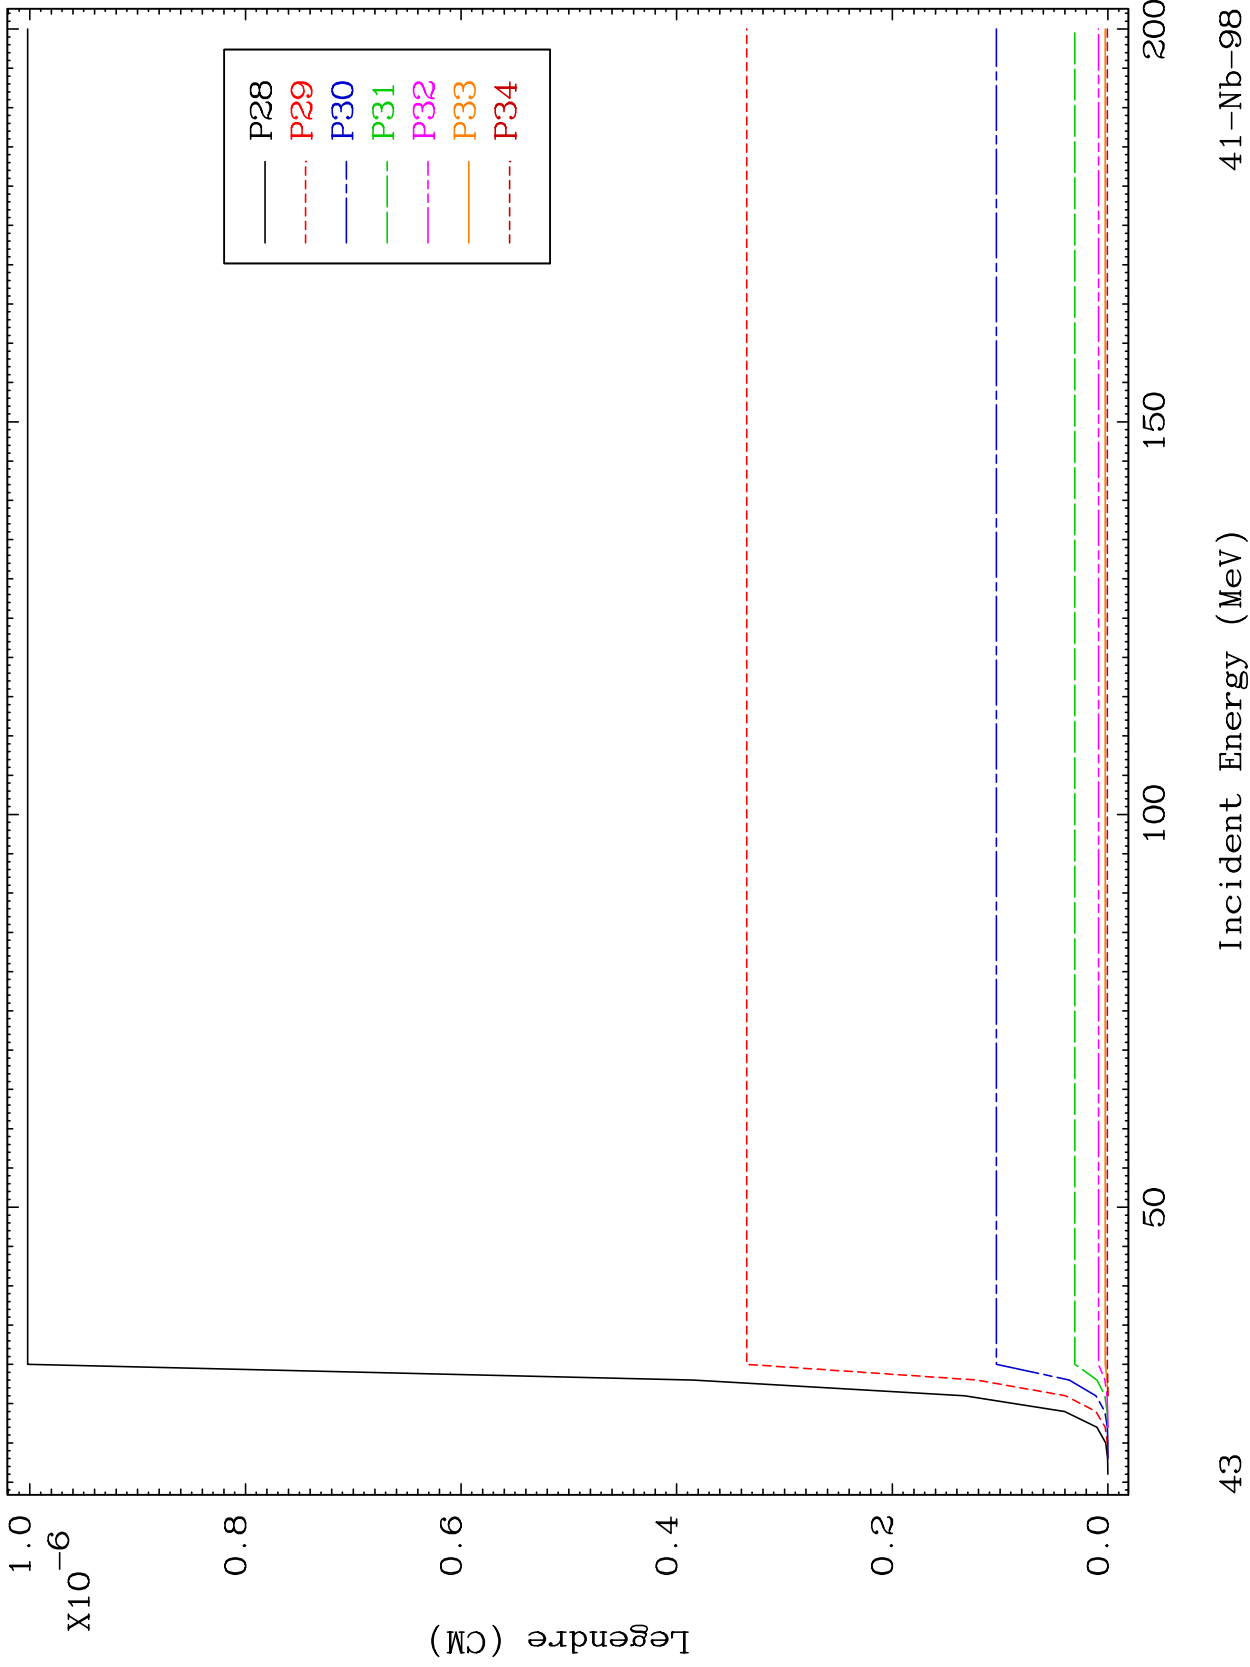 1.0
X10-6
0.8
0.6
0.4
0.2
0.0
Legendre (CM)
P28
P29
P30
P31
P32
P33
P34
50
100
150
200
Incident Energy (MeV)
43
41-Nb-98